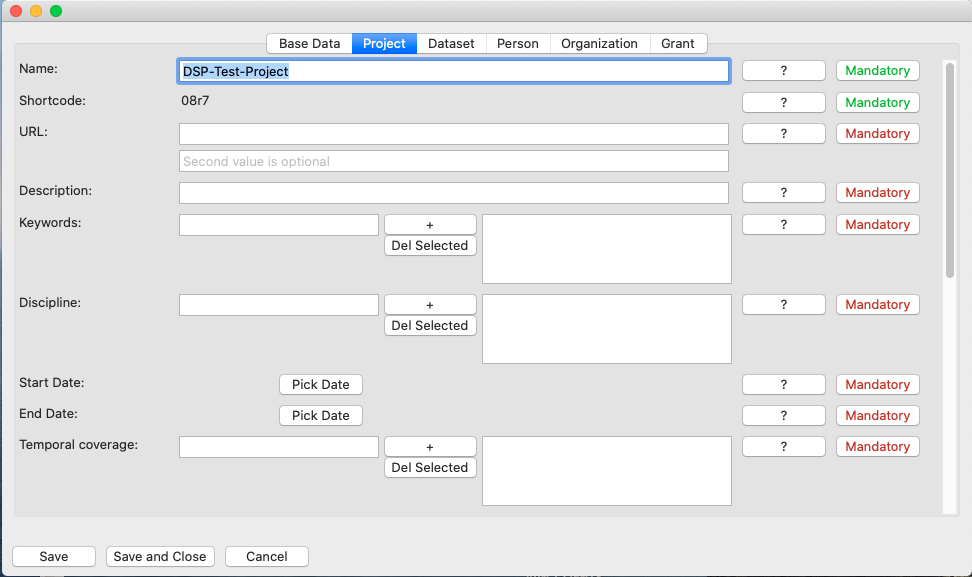 Base Data Project Dataset Person Organization Grant
Name: DSP-Test-Project ? Mandatory
Shortcode: 08r7 ? Mandatory
URL: ? Mandatory
Second value is optional
Description: ? Mandatory
Keywords: + ? Mandatory
Del Selected
Discipline: + ? Mandatory
Del Selected
Start Date: Pick Date ? Mandatory
End Date: Pick Date ? Mandatory
Temporal coverage: + ? Mandatory
Del Selected
Save Save and Close Cancel